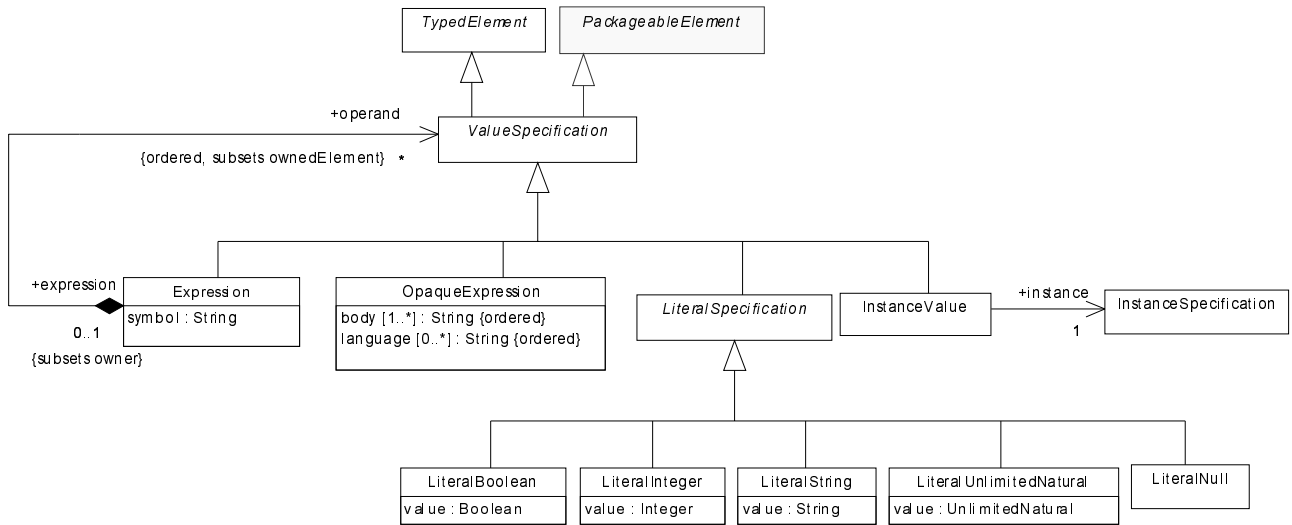 TypedElement
PackageableElement
+operand
ValueSpecification
{ordered, subsets ownedElement} *
+expression
0..1
{subsets owner}
Expression
symbol : String
OpaqueExpression
body [1..*] : String {ordered}
language [0..*] : String {ordered}
LiteralSpecification
InstanceValue
+instance
1
InstanceSpecification
LiteralBoolean
value : Boolean
LiteralInteger
value : Integer
LiteralString
value : String
LiteralUnlimitedNatural
value : UnlimitedNatural
LiteralNull